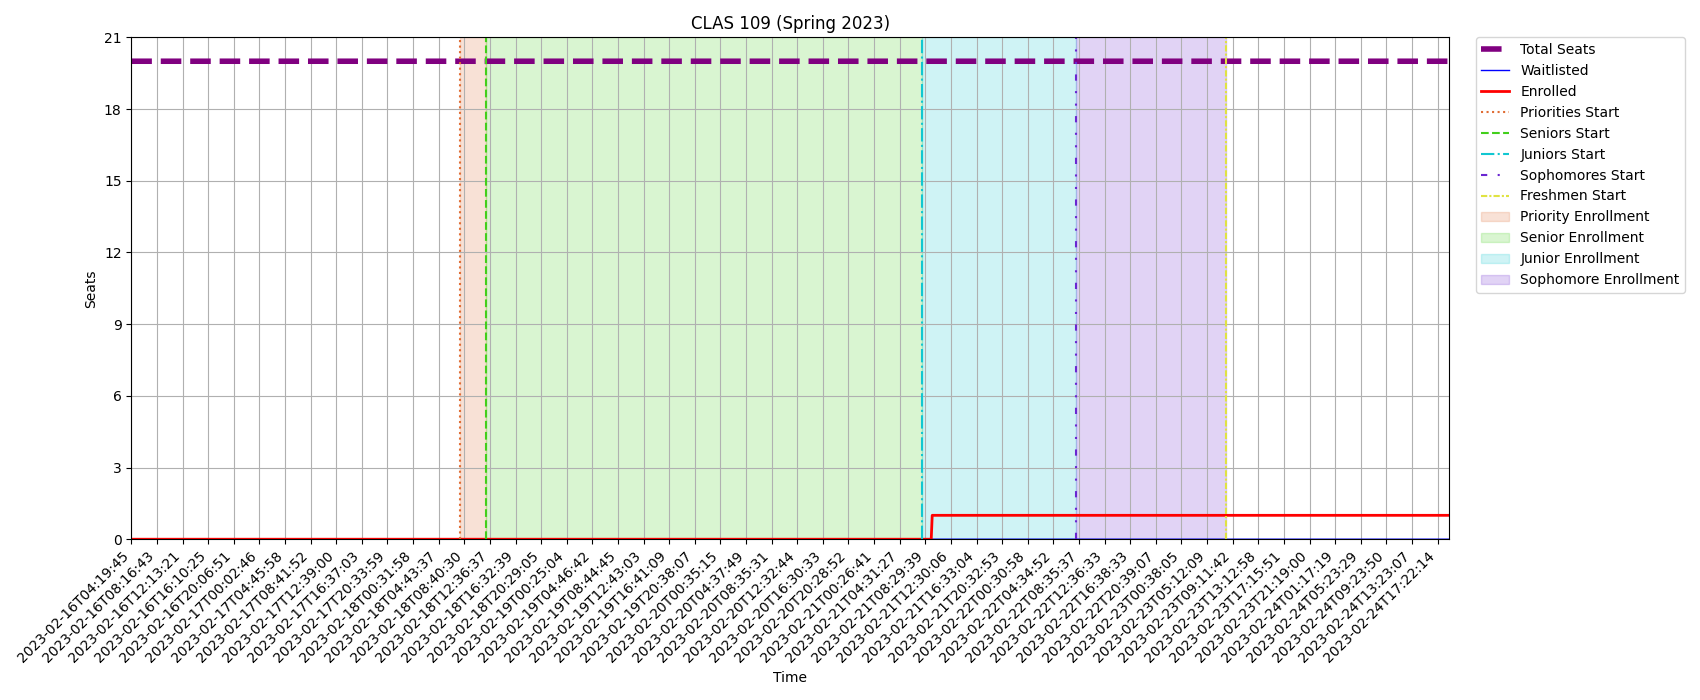 CLAS 109 (Spring 2023)
21
18
15
12
9
6
3
0
Seats
2023-02-16T04:19:45
2023-02-16T08:16:43
2023-02-16T12:13:21
2023-02-16T16:10:25
2023-02-16T20:06:51
2023-02-17T00:02:46
2023-02-17T04:45:58
2023-02-17T08:41:52
2023-02-17T12:39:00
2023-02-17T16:37:03
2023-02-17T20:33:59
2023-02-18T00:31:58
2023-02-18T04:43:37
2023-02-18T08:40:30
2023-02-18T12:36:37
2023-02-18T16:32:39
2023-02-18T20:29:05
2023-02-19T00:25:04
2023-02-19T04:46:42
2023-02-19T08:44:45
2023-02-19T12:43:03
2023-02-19T16:41:09
2023-02-19T20:38:07
2023-02-20T00:35:15
2023-02-20T04:37:49
2023-02-20T08:35:31
2023-02-20T12:32:44
2023-02-20T16:30:33
2023-02-20T20:28:52
2023-02-21T00:26:41
2023-02-21T04:31:27
2023-02-21T08:29:39
2023-02-21T12:30:06
2023-02-21T16:33:04
2023-02-21T20:32:53
2023-02-22T00:30:58
2023-02-22T04:34:52
2023-02-22T08:35:37
2023-02-22T12:36:33
2023-02-22T16:38:33
2023-02-22T20:39:07
2023-02-23T00:38:05
2023-02-23T05:12:09
2023-02-23T09:11:42
2023-02-23T13:12:58
2023-02-23T17:15:51
2023-02-23T21:19:00
2023-02-24T01:17:19
2023-02-24T05:23:29
2023-02-24T09:23:50
2023-02-24T13:23:07
2023-02-24T17:22:14
Time
Total Seats
Waitlisted
Enrolled
Priorities Start
Seniors Start
Juniors Start
Sophomores Start
Freshmen Start
Priority Enrollment
Senior Enrollment
Junior Enrollment
Sophomore Enrollment